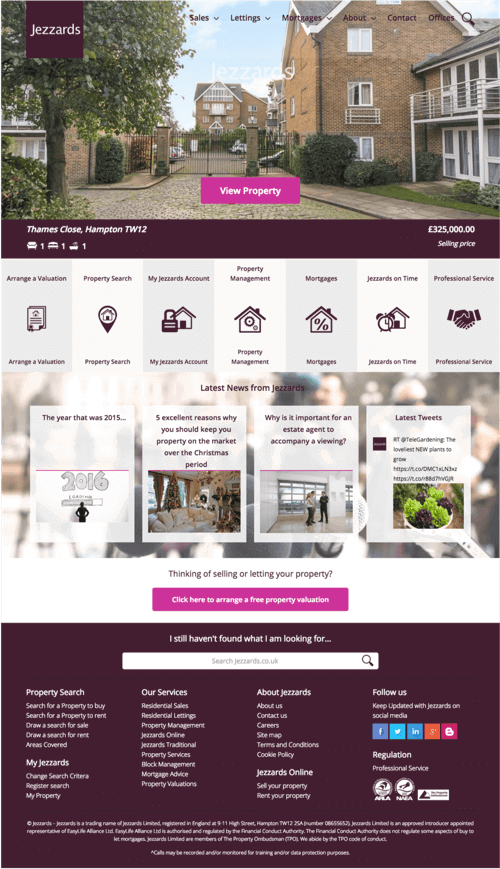 Jezzards
Sales Lettings Mortgages About Contact Offices
Jezzards
View Property
Thames Close, Hampton TW12
£325,000.00
1 1 1
Selling price
Arrange a Valuation
Property Search
My Jezzards Account
Property
Management
Mortgages
Jezzards on Time
Professional Service
Arrange a Valuation
Property Search
My Jezzards Account
Property
Management
Mortgages
Jezzards on Time
Professional Service
Latest News from Jezzards
The year that was 2015...
2016
LOADING
5 excellent reasons why
you should keep you
property on the market
over the Christmas
period
Why is it important for an
estate agent to
accompany a viewing?
Latest Tweets
RT @TeleGardening: The
loveliest NEW plants to
grow
https://t.co/DMC1xLN3xz
https://t.co/r88d7hVGJR
Thinking of selling or letting your property?
Click here to arrange a free property valuation
I still haven't found what I am looking for...
Search Jezzards.co.uk
Property Search
Search for a Property to buy
Search for a Property to rent
Draw a search for sale
Draw a search for rent
Areas Covered
My Jezzards
Change Search Critera
Register search
My Property
Our Services
Residential Sales
Residential Lettings
Property Management
Jezzards Online
Jezzards Traditional
Property Services
Block Management
Mortgage Advice
Property Valuations
About Jezzards
About us
Contact us
Careers
Site map
Terms and Conditions
Cookie Policy
Jezzards Online
Sell your property
Rent your property
Follow us
Keep Updated with Jezzards on
social media
Regulation
Professional Service
ARLA
NAEA
© Jezzards - Jezzards is a trading name of Jezzards Limited, registered in England at 9-11 High Street, Hampton TW12 2SA (number 08655652). Jezzards Limited is an approved introducer appointed
representative of EasyLife Alliance Ltd. EasyLife Alliance Ltd is authorised and regulated by the Financial Conduct Authority. The Financial Conduct Authority does not regulate some aspects of buy to
let mortgages. Jezzards Limited are members of The Property Ombudsman (TPO). We abide by the TPO code of conduct.
^Calls may be recorded and/or monitored for training and/or data protection purposes.